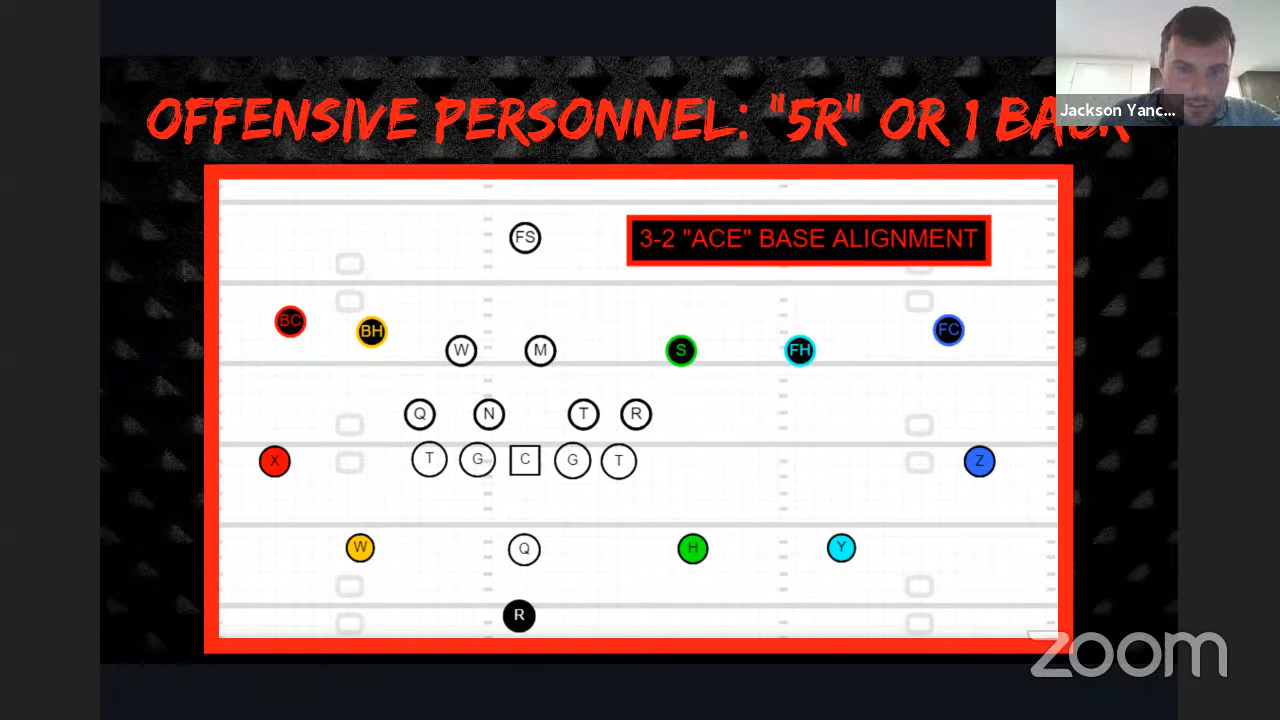 OFFENSIVE PERSONNEL: "5R" OR 1 BACK
Jackson Yanc...
3-2 "ACE" BASE ALIGNMENT
FS
BC BH W M S FH FC
Q N T R
X T G C G T Z
W Q H Y
R
zoom